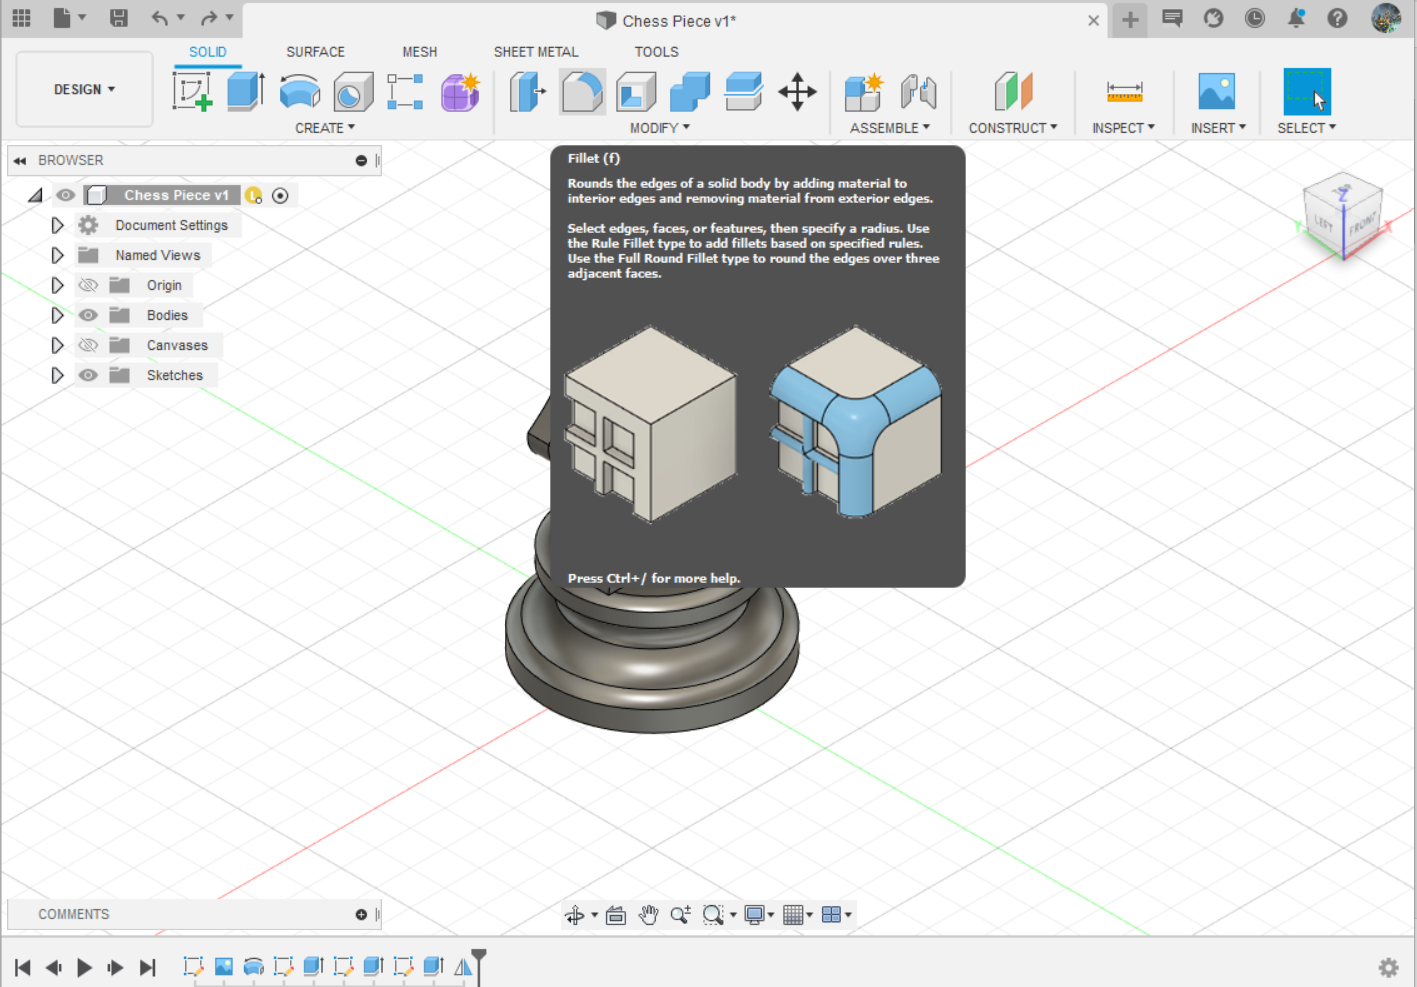 Chess Piece v1*
SOLID SURFACE MESH SHEET METAL TOOLS
DESIGN
CREATE MODIFY ASSEMBLE CONSTRUCT INSPECT INSERT SELECT
BROWSER
Chess Piece v1
Document Settings
Named Views
Origin
Bodies
Canvases
Sketches
Fillet (f)
Rounds the edges of a solid body by adding material to
interior edges and removing material from exterior edges.
Select edges, faces, or features, then specify a radius. Use
the Rule Fillet type to add fillets based on specified rules.
Use the Full Round Fillet type to round the edges over three
adjacent faces.
Press Ctrl+/ for more help.
Z
LEFT FRONT
Y X
COMMENTS